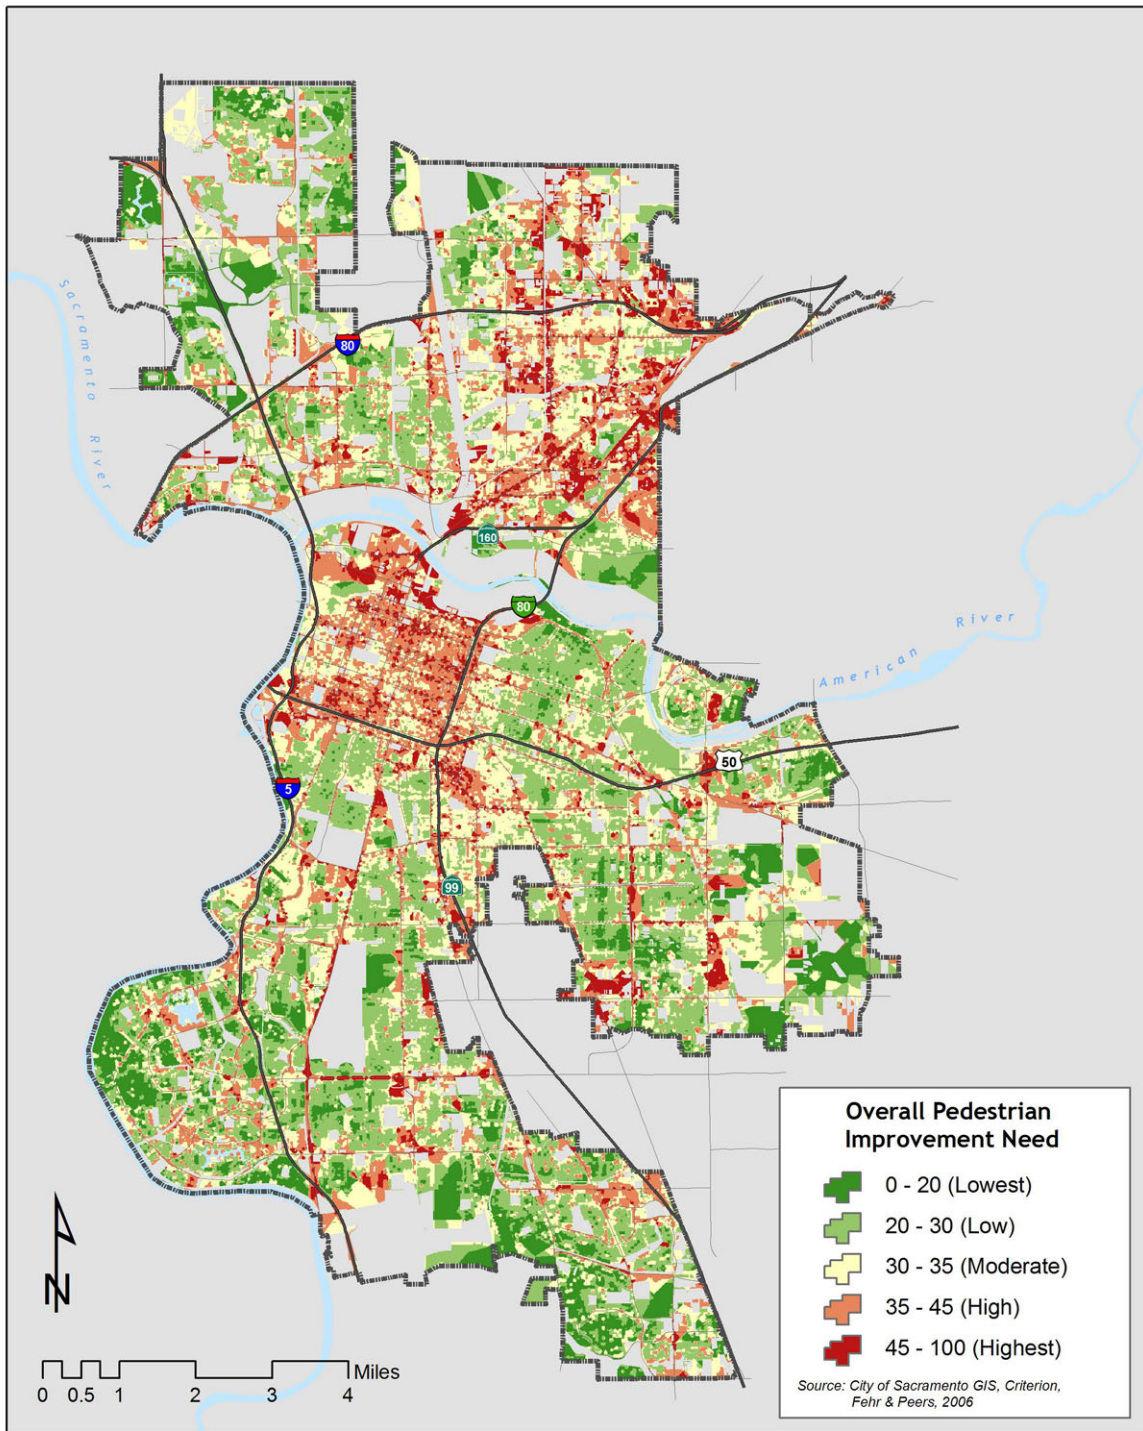 Sacramento River
80
160
80
American River
50
5
99
Overall Pedestrian
Improvement Need
0 - 20 (Lowest)
20 - 30 (Low)
30 - 35 (Moderate)
35 - 45 (High)
45 - 100 (Highest)
Source: City of Sacramento GIS, Criterion,
Fehr & Peers, 2006
N
Miles
0 0.5 1 2 3 4